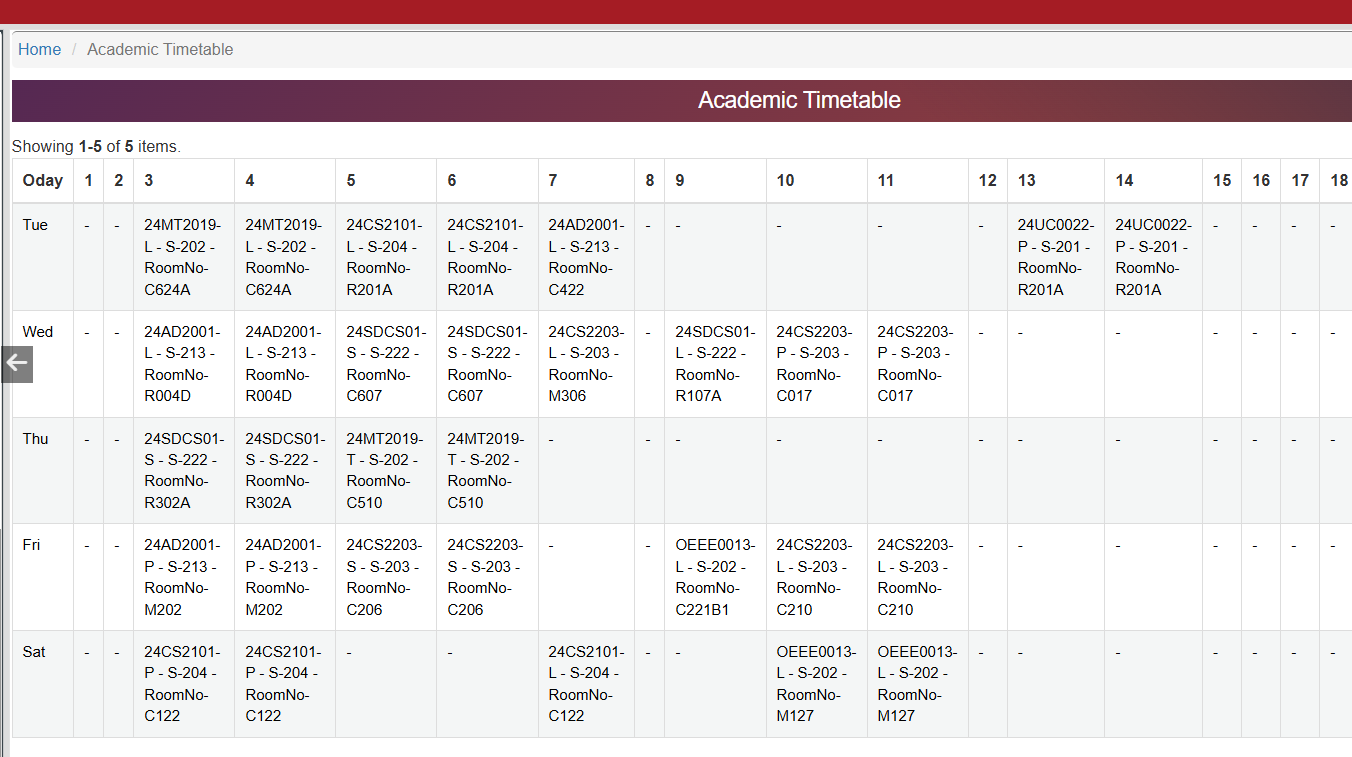 Home / Academic Timetable
Academic Timetable
Showing 1-5 of 5 items.
Oday 1 2 3 4 5 6 7 8 9 10 11 12 13 14 15 16 17 18
Tue - - 24MT2019-L - S-202 - RoomNo-C624A 24MT2019-L - S-202 - RoomNo-C624A 24CS2101-L - S-204 - RoomNo-R201A 24CS2101-L - S-204 - RoomNo-R201A 24AD2001-L - S-213 - RoomNo-C422 - - - - - 24UC0022-P - S-201 - RoomNo-R201A 24UC0022-P - S-201 - RoomNo-R201A - - - -
Wed - - 24AD2001-L - S-213 - RoomNo-R004D 24AD2001-L - S-213 - RoomNo-R004D 24SDCS01-S - S-222 - RoomNo-C607 24SDCS01-S - S-222 - RoomNo-C607 24CS2203-L - S-203 - RoomNo-M306 - 24SDCS01-L - S-222 - RoomNo-R107A 24CS2203-P - S-203 - RoomNo-C017 24CS2203-P - S-203 - RoomNo-C017 - - - - - - -
Thu - - 24SDCS01-S - S-222 - RoomNo-R302A 24SDCS01-S - S-222 - RoomNo-R302A 24MT2019-T - S-202 - RoomNo-C510 24MT2019-T - S-202 - RoomNo-C510 - - - - - - - - - - - -
Fri - - 24AD2001-P - S-213 - RoomNo-M202 24AD2001-P - S-213 - RoomNo-M202 24CS2203-S - S-203 - RoomNo-C206 24CS2203-S - S-203 - RoomNo-C206 - - OEEE0013-L - S-202 - RoomNo-C221B1 24CS2203-L - S-203 - RoomNo-C210 24CS2203-L - S-203 - RoomNo-C210 - - - - - - -
Sat - - 24CS2101-P - S-204 - RoomNo-C122 24CS2101-P - S-204 - RoomNo-C122 - - 24CS2101-L - S-204 - RoomNo-C122 - - OEEE0013-L - S-202 - RoomNo-M127 OEEE0013-L - S-202 - RoomNo-M127 - - - - - - -